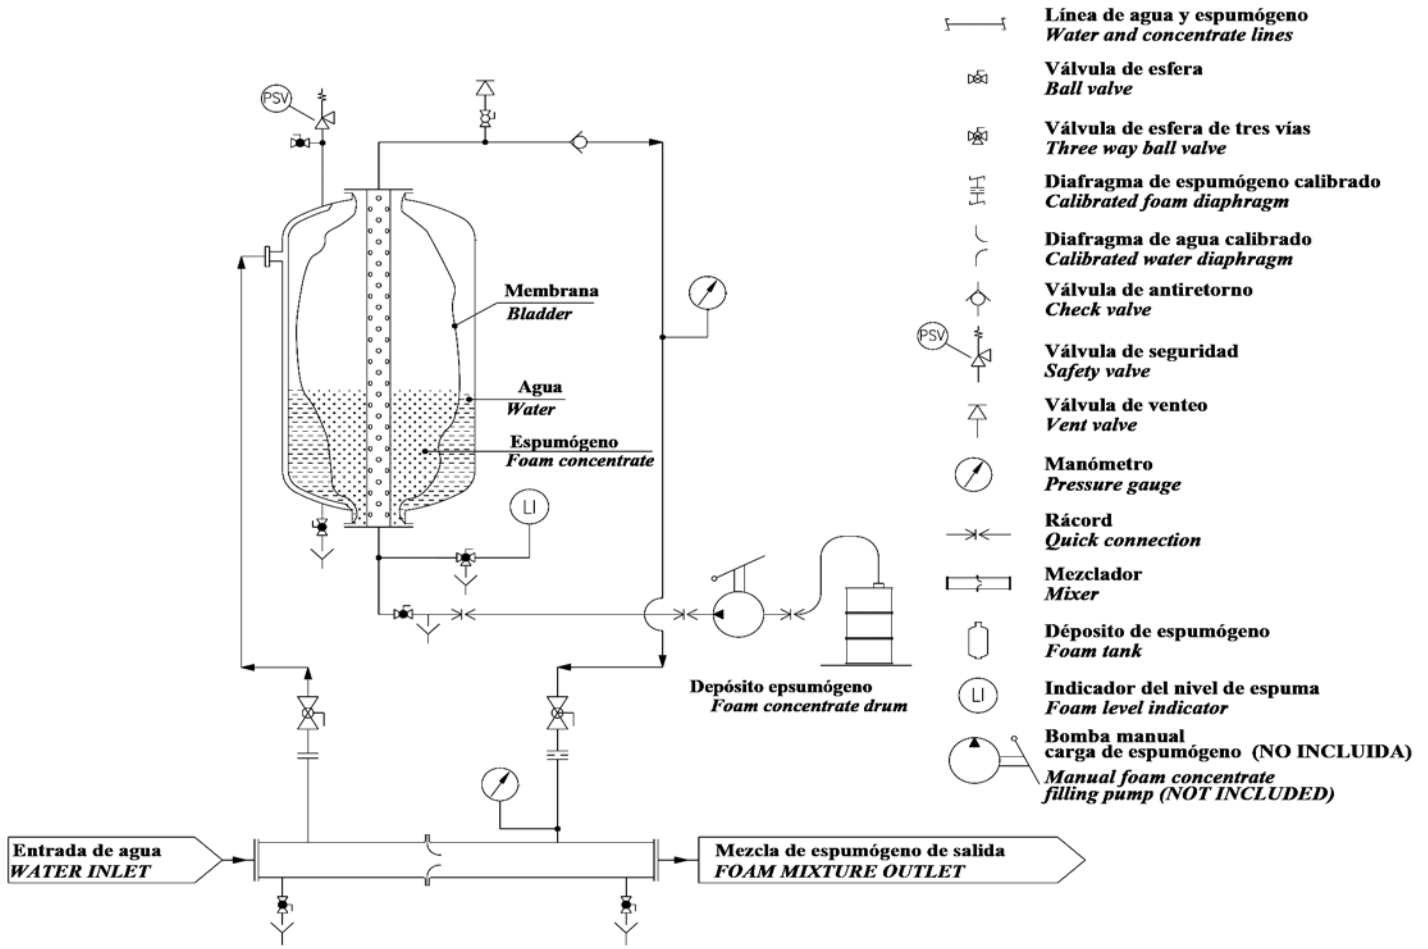 PSV
Membrana
Bladder
Agua
Water
Espumógeno
Foam concentrate
LI
Depósito epsumógeno
Foam concentrate drum
Entrada de agua
WATER INLET
Mezcla de espumógeno de salida
FOAM MIXTURE OUTLET
Línea de agua y espumógeno
Water and concentrate lines
Válvula de esfera
Ball valve
Válvula de esfera de tres vías
Three way ball valve
Diafragma de espumógeno calibrado
Calibrated foam diaphragm
Diafragma de agua calibrado
Calibrated water diaphragm
Válvula de antiretorno
Check valve
PSV
Válvula de seguridad
Safety valve
Válvula de venteo
Vent valve
Manómetro
Pressure gauge
Rácord
Quick connection
Mezclador
Mixer
Déposito de espumógeno
Foam tank
LI
Indicador del nivel de espuma
Foam level indicator
Bomba manual
carga de espumógeno (NO INCLUIDA)
Manual foam concentrate
filling pump (NOT INCLUDED)